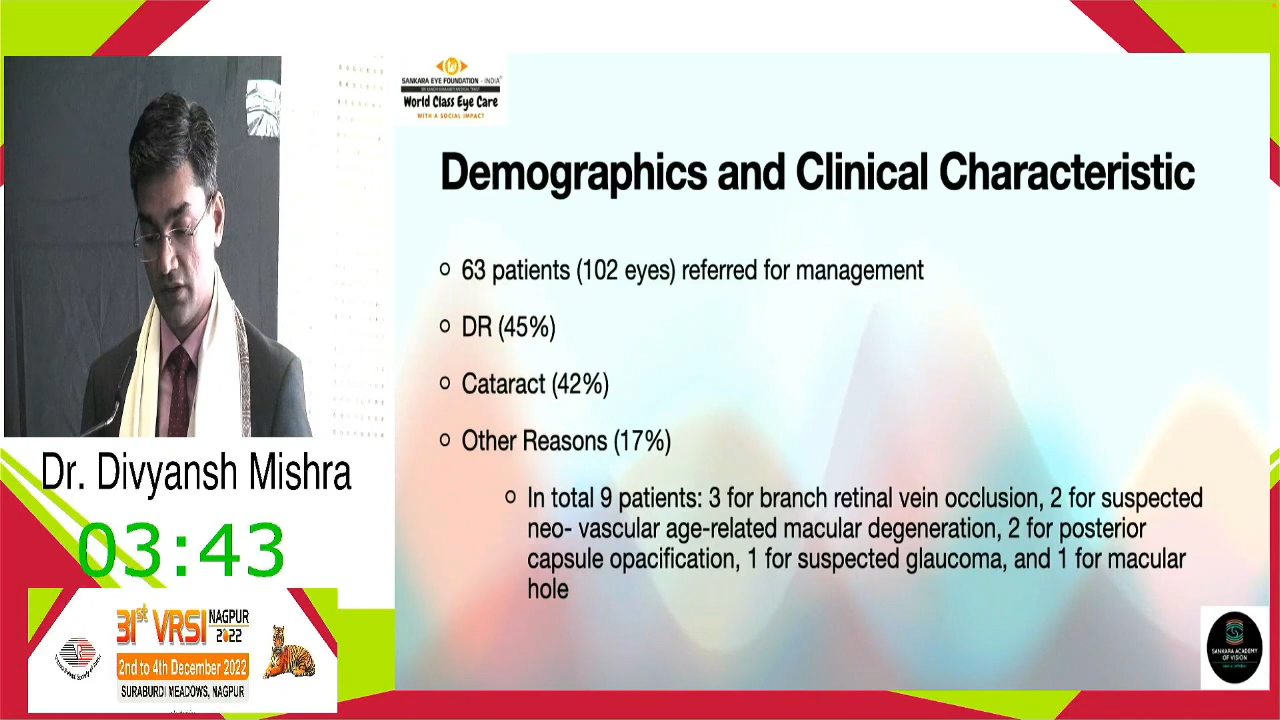 SANKARA EYE FOUNDATION - INDIA
World Class Eye Care
WITH A SOCIAL IMPACT
Demographics and Clinical Characteristic
63 patients (102 eyes) referred for management
DR (45%)
Cataract (42%)
Other Reasons (17%)
In total 9 patients: 3 for branch retinal vein occlusion, 2 for suspected
neo- vascular age-related macular degeneration, 2 for posterior
capsule opacification, 1 for suspected glaucoma, and 1 for macular
hole
Dr. Divyansh Mishra
03:43
31st VRSI NAGPUR
2022
2nd to 4th December 2022
SURABURDI MEADOWS, NAGPUR
SANKARA ACADEMY
OF VISION